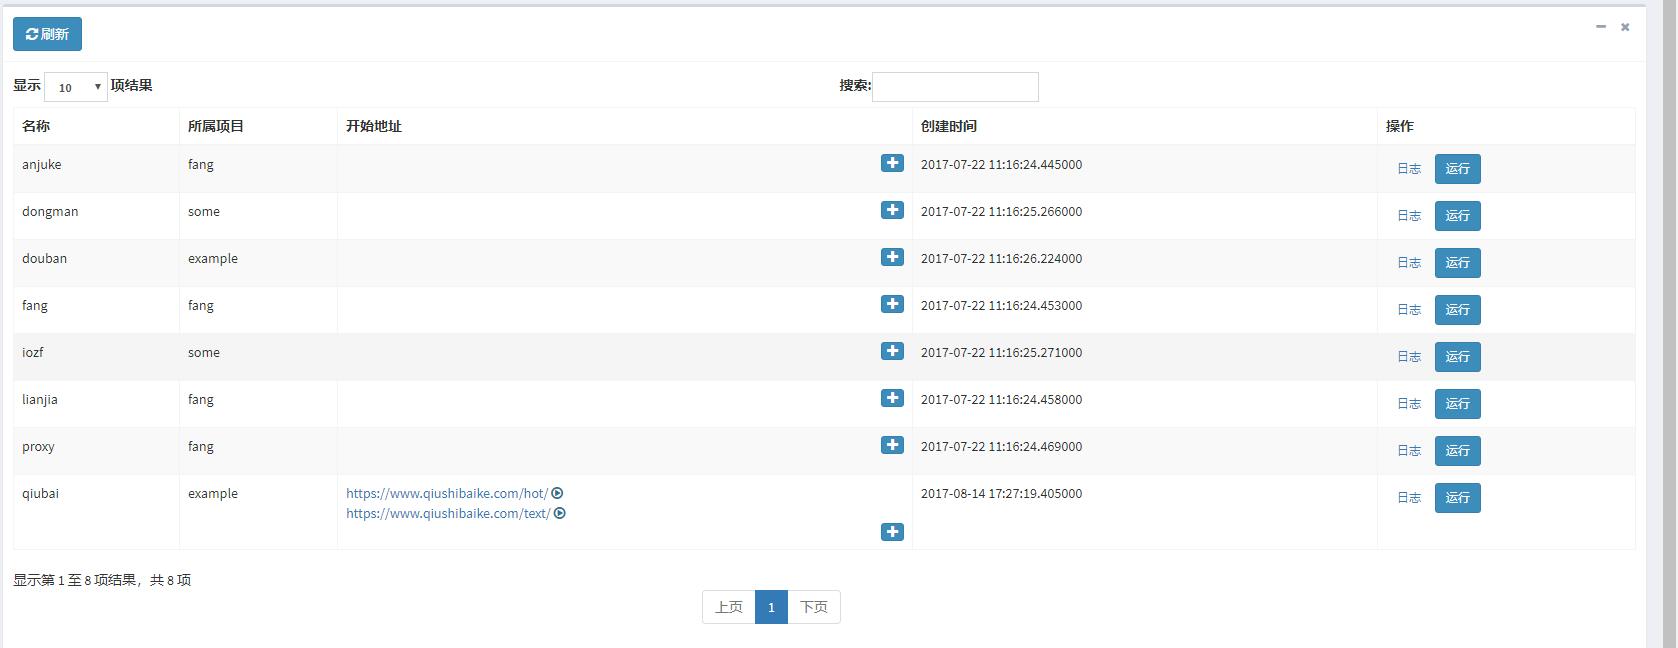 刷新
显示 10 项结果 搜索:
名称 所属项目 开始地址 创建时间 操作
anjuke fang 2017-07-22 11:16:24.445000 日志 运行
dongman some 2017-07-22 11:16:25.266000 日志 运行
douban example 2017-07-22 11:16:26.224000 日志 运行
fang fang 2017-07-22 11:16:24.453000 日志 运行
iozf some 2017-07-22 11:16:25.271000 日志 运行
lianjia fang 2017-07-22 11:16:24.458000 日志 运行
proxy fang 2017-07-22 11:16:24.469000 日志 运行
qiubai example https://www.qiushibaike.com/hot/ 2017-08-14 17:27:19.405000 日志 运行
https://www.qiushibaike.com/text/
显示第 1 至 8 项结果，共 8 项
上页 1 下页